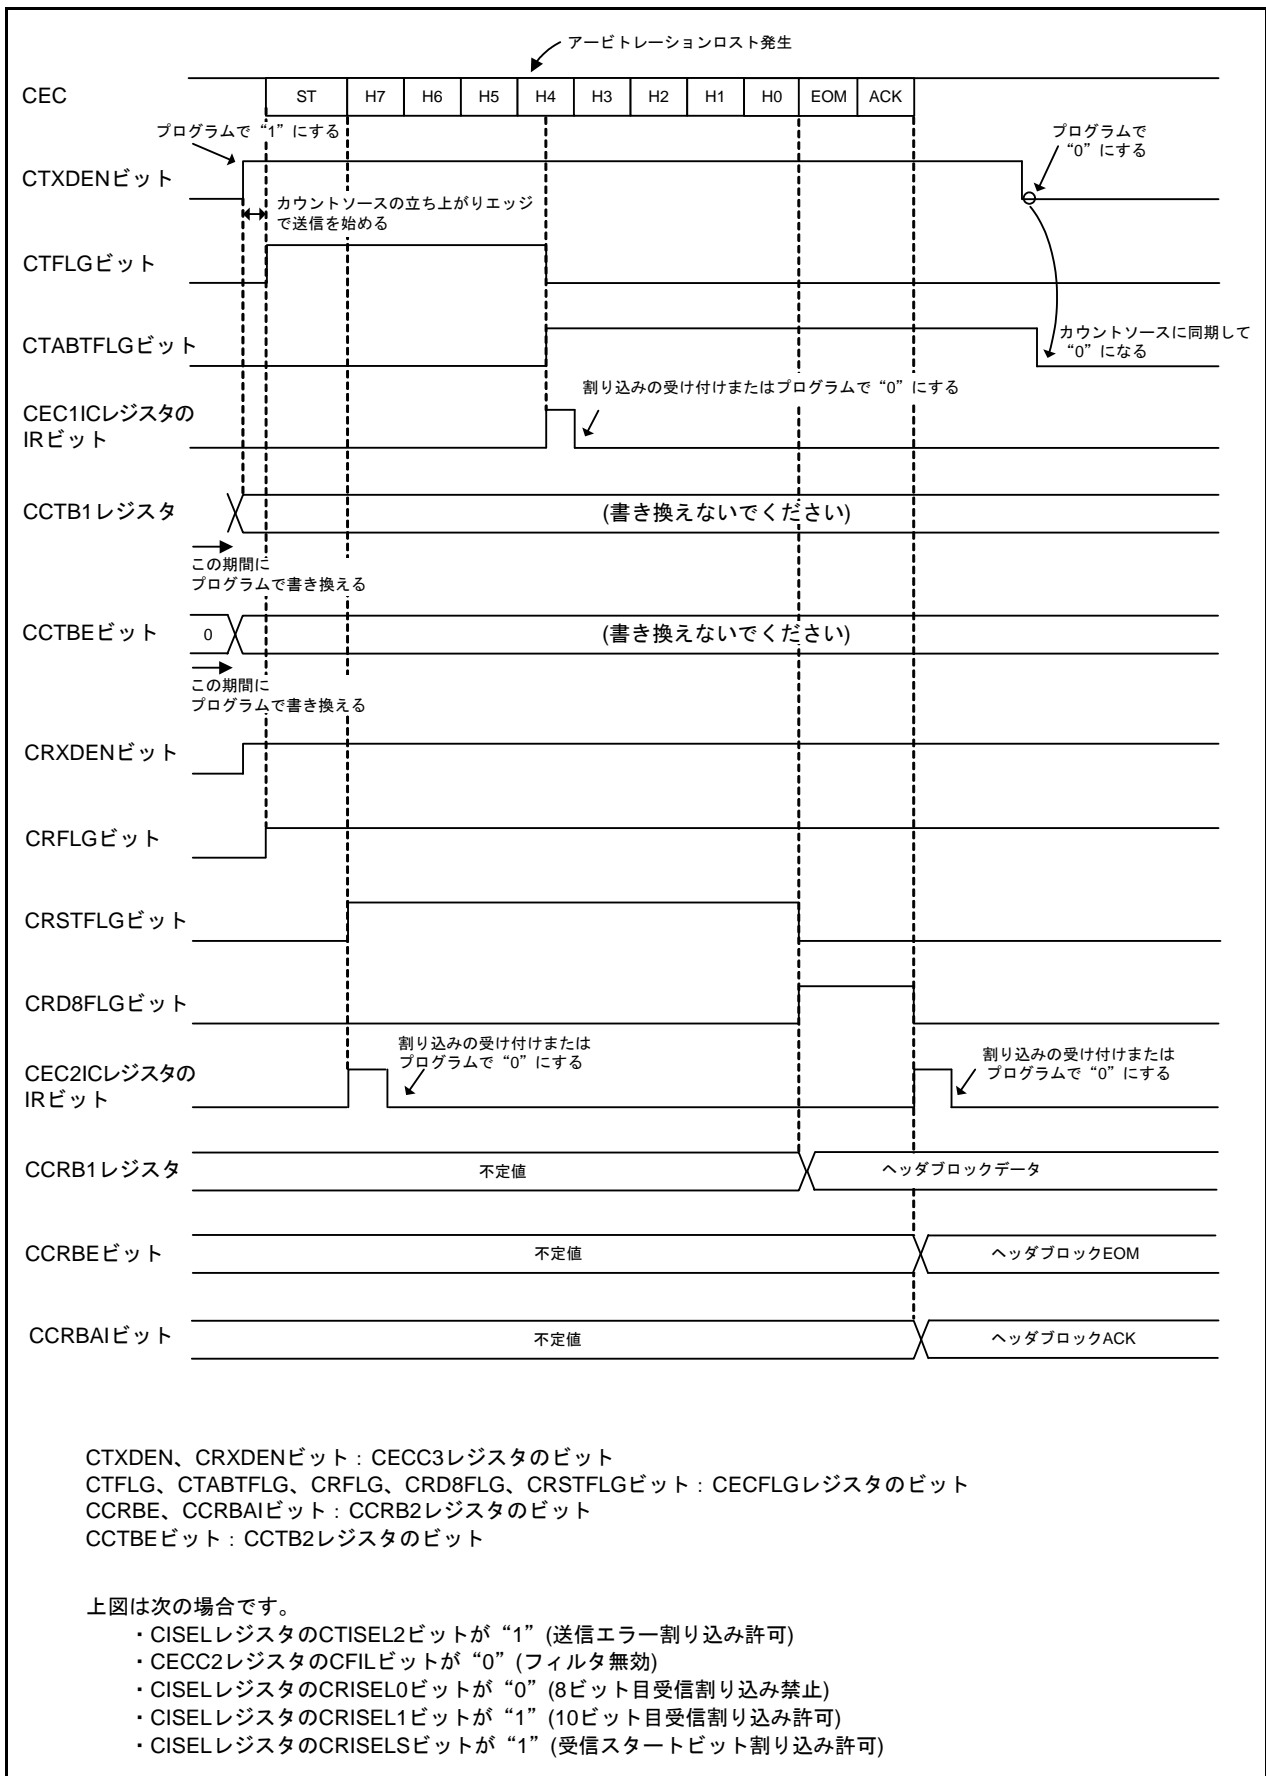 アービトレーションロスト発生
CEC
ST H7 H6 H5 H4 H3 H2 H1 H0 EOM ACK
プログラムで“1”にする
プログラムで
“0”にする
CTXDENビット
カウントソースの立ち上がりエッジ
で送信を始める
CTFLGビット
CTABTFLGビット
カウントソースに同期して
“0”になる
割り込みの受け付けまたはプログラムで“0”にする
CEC1ICレジスタの
IRビット
CCTB1レジスタ
(書き換えないでください)
この期間に
プログラムで書き換える
CCTBEビット
0
(書き換えないでください)
この期間に
プログラムで書き換える
CRXDENビット
CRFLGビット
CRSTFLGビット
CRD8FLGビット
割り込みの受け付けまたは
プログラムで“0”にする
割り込みの受け付けまたは
プログラムで“0”にする
CEC2ICレジスタの
IRビット
CCRB1レジスタ
不定値
ヘッダブロックデータ
CCRBEビット
不定値
ヘッダブロックEOM
CCRBAIビット
不定値
ヘッダブロックACK
CTXDEN、CRXDENビット：CECC3レジスタのビット
CTFLG、CTABTFLG、CRFLG、CRD8FLG、CRSTFLGビット：CECFLGレジスタのビット
CCRBE、CCRBAIビット：CCRB2レジスタのビット
CCTBEビット：CCTB2レジスタのビット
上図は次の場合です。
・CISELレジスタのCTISEL2ビットが“1”(送信エラー割り込み許可)
・CECC2レジスタのCFILビットが“0”(フィルタ無効)
・CISELレジスタのCRISEL0ビットが“0”(8ビット目受信割り込み禁止)
・CISELレジスタのCRISEL1ビットが“1”(10ビット目受信割り込み許可)
・CISELレジスタのCRISELSビットが“1”(受信スタートビット割り込み許可)